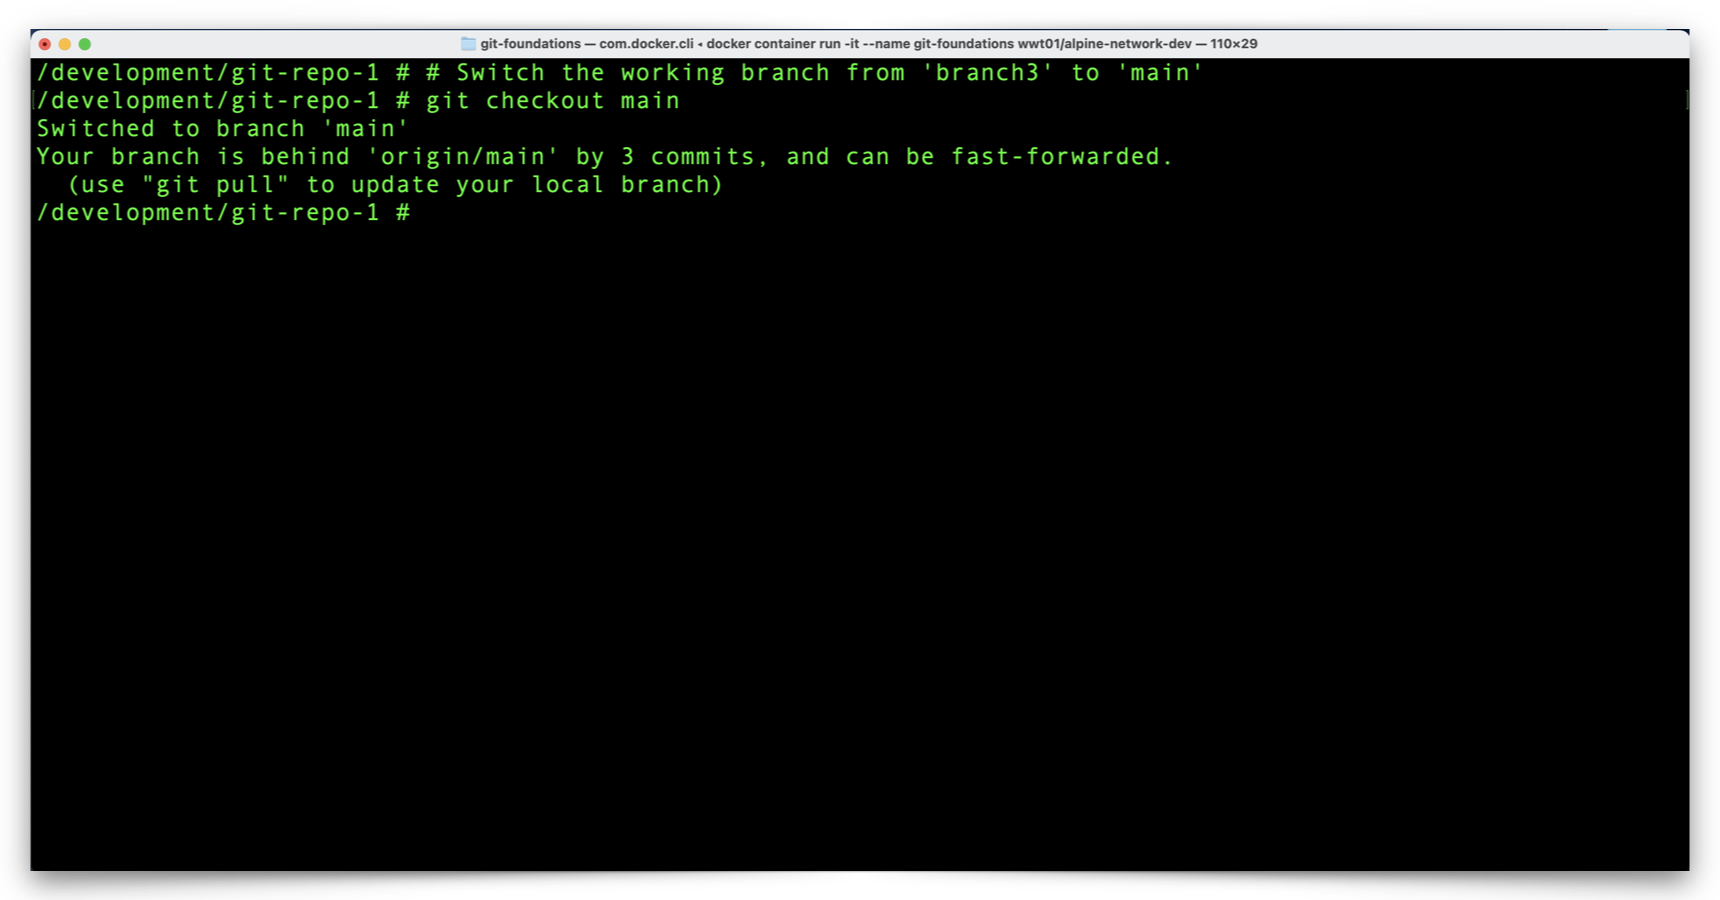 git-foundations — com.docker.cli ◂ docker container run -it --name git-foundations wwt01/alpine-network-dev — 110×29
/development/git-repo-1 # # Switch the working branch from 'branch3' to 'main'
/development/git-repo-1 # git checkout main
Switched to branch 'main'
Your branch is behind 'origin/main' by 3 commits, and can be fast-forwarded.
  (use "git pull" to update your local branch)
/development/git-repo-1 #